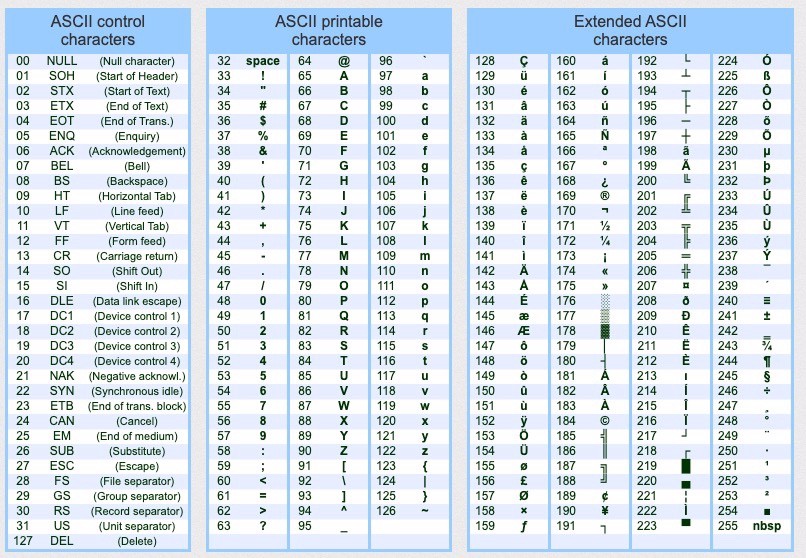 ASCII control
characters
00 NULL (Null character)
01 SOH (Start of Header)
02 STX (Start of Text)
03 ETX (End of Text)
04 EOT (End of Trans.)
05 ENQ (Enquiry)
06 ACK (Acknowledgement)
07 BEL (Bell)
08 BS (Backspace)
09 HT (Horizontal Tab)
10 LF (Line feed)
11 VT (Vertical Tab)
12 FF (Form feed)
13 CR (Carriage return)
14 SO (Shift Out)
15 SI (Shift In)
16 DLE (Data link escape)
17 DC1 (Device control 1)
18 DC2 (Device control 2)
19 DC3 (Device control 3)
20 DC4 (Device control 4)
21 NAK (Negative acknowl.)
22 SYN (Synchronous idle)
23 ETB (End of trans. block)
24 CAN (Cancel)
25 EM (End of medium)
26 SUB (Substitute)
27 ESC (Escape)
28 FS (File separator)
29 GS (Group separator)
30 RS (Record separator)
31 US (Unit separator)
127 DEL (Delete)
ASCII printable
characters
32 space 64 @ 96 `
33 ! 65 A 97 a
34 " 66 B 98 b
35 # 67 C 99 c
36 $ 68 D 100 d
37 % 69 E 101 e
38 & 70 F 102 f
39 ' 71 G 103 g
40 ( 72 H 104 h
41 ) 73 I 105 i
42 * 74 J 106 j
43 + 75 K 107 k
44 , 76 L 108 l
45 - 77 M 109 m
46 . 78 N 110 n
47 / 79 O 111 o
48 0 80 P 112 p
49 1 81 Q 113 q
50 2 82 R 114 r
51 3 83 S 115 s
52 4 84 T 116 t
53 5 85 U 117 u
54 6 86 V 118 v
55 7 87 W 119 w
56 8 88 X 120 x
57 9 89 Y 121 y
58 : 90 Z 122 z
59 ; 91 [ 123 {
60 < 92 \ 124 |
61 = 93 ] 125 }
62 > 94 ^ 126 ~
63 ? 95 _
Extended ASCII
characters
128 Ç 160 á 192 └ 224 Ó
129 ü 161 í 193 ┴ 225 ß
130 é 162 ó 194 ┬ 226 Ô
131 â 163 ú 195 ├ 227 Ò
132 ä 164 ñ 196 ─ 228 õ
133 à 165 Ñ 197 ┼ 229 Õ
134 å 166 ª 198 ã 230 µ
135 ç 167 º 199 Ã 231 þ
136 ê 168 ¿ 200 ╚ 232 Þ
137 ë 169 ® 201 ╔ 233 Ú
138 è 170 ¬ 202 ╩ 234 Û
139 ï 171 ½ 203 ╦ 235 Ù
140 î 172 ¼ 204 ╠ 236 ý
141 ì 173 ¡ 205 ═ 237 Ý
142 Ä 174 « 206 ╬ 238 ¯
143 Å 175 » 207 ¤ 239 ´
144 É 176 ░ 208 ð 240 ≡
145 æ 177 ▒ 209 Ð 241 ±
146 Æ 178 ▓ 210 Ê 242 ‗
147 ô 179 │ 211 Ë 243 ¾
148 ö 180 ┤ 212 È 244 ¶
149 ò 181 Á 213 ı 245 §
150 û 182 Â 214 Í 246 ÷
151 ù 183 À 215 Î 247 ¸
152 ÿ 184 © 216 Ï 248 °
153 Ö 185 ╣ 217 ┘ 249 ¨
154 Ü 186 ║ 218 ┌ 250 ·
155 ø 187 ╗ 219 █ 251 ¹
156 £ 188 ╝ 220 ▄ 252 ³
157 Ø 189 ¢ 221 ¦ 253 ²
158 × 190 ¥ 222 Ì 254 ■
159 ƒ 191 ┐ 223 ▀ 255 nbsp